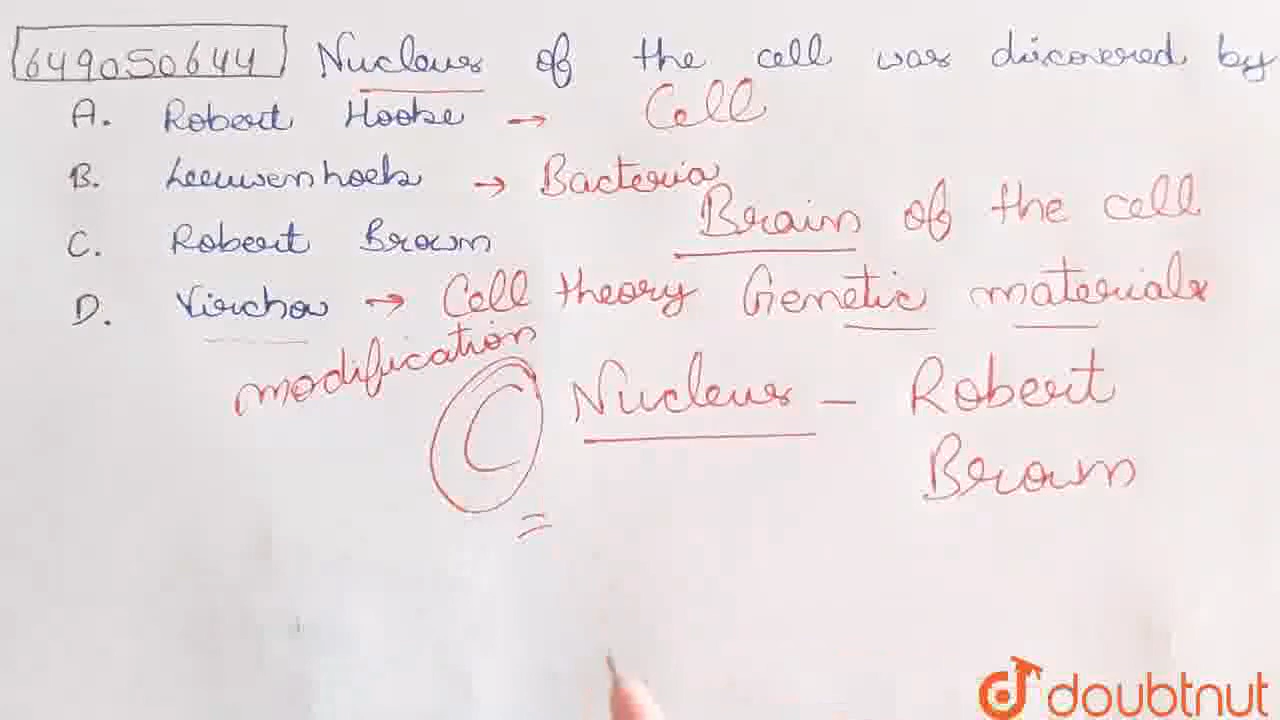 649050644 Nucleus of the cell was discovered by
A. Robert Hooke → Cell
B. Leeuwenhoek → Bacteria
Brain of the cell
C. Robert Brown
D. Virchow → Cell theory Genetic materials
modification
C Nucleus - Robert
Brown
=
doubtnut